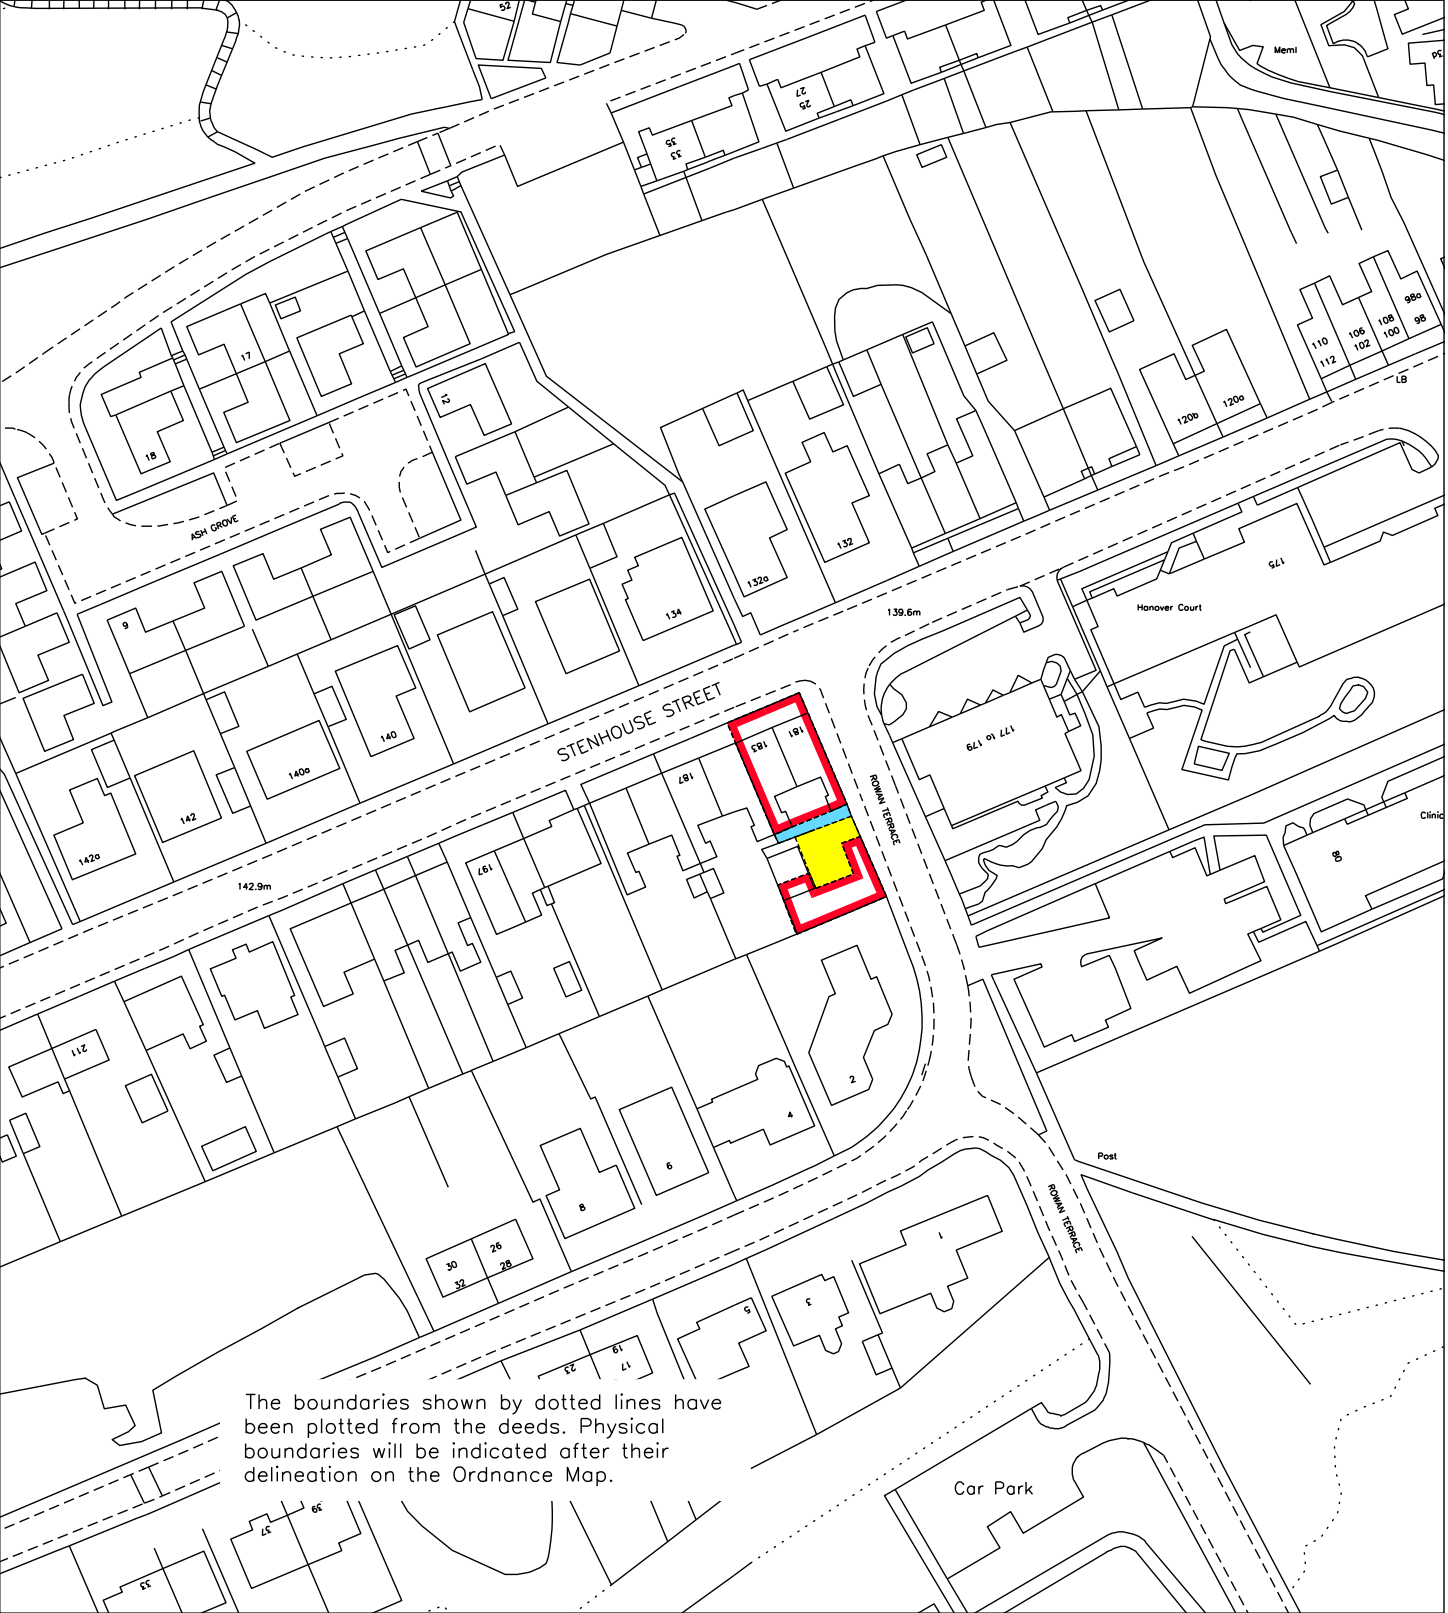 52
Meml
27
25
35
33
17
12
18
ASH GROVE
98a
108
98
106
100
110
102
112
LB
120a
120b
132
132a
134
139.6m
175
Hanover Court
9
STENHOUSE STREET
140
140a
142
142a
181
183
187
177 to 179
ROWAN TERRACE
Clinic
80
142.9m
197
211
2
4
6
8
Post
ROWAN TERRACE
1
26
30
28
32
3
5
19
17
23
The boundaries shown by dotted lines have
been plotted from the deeds. Physical
boundaries will be indicated after their
delineation on the Ordnance Map.
Car Park
39
37
33